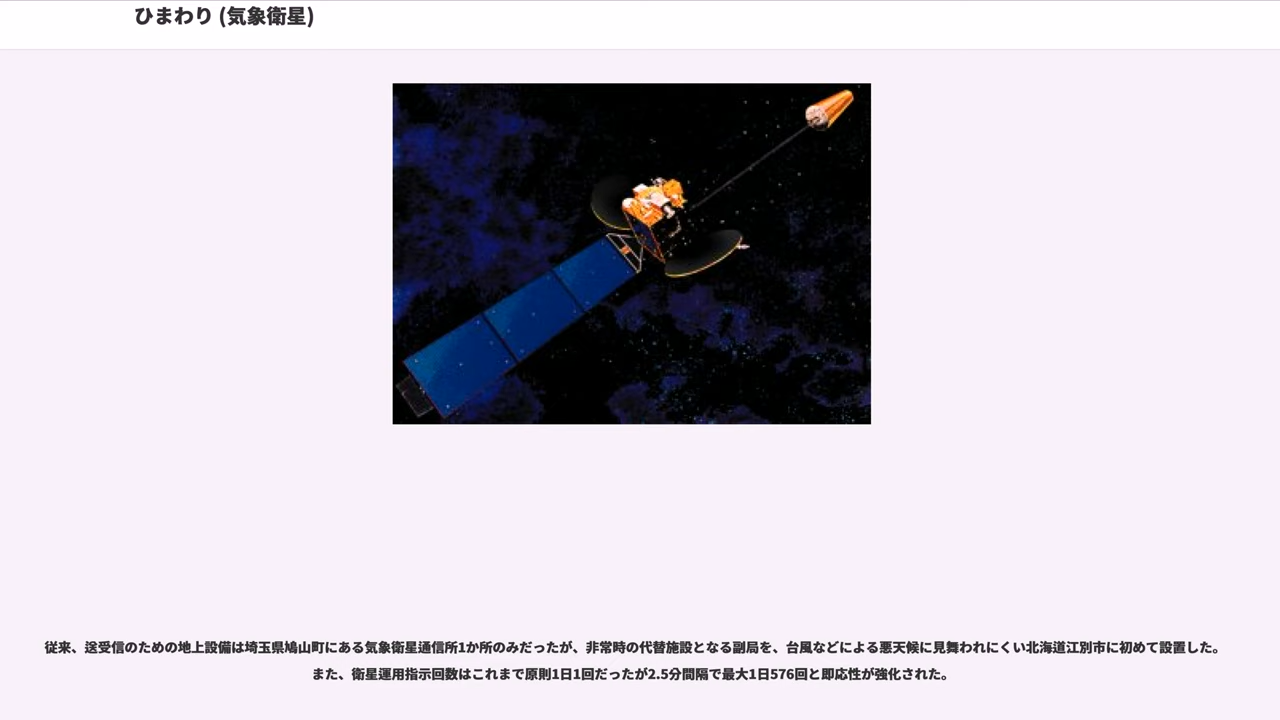 ひまわり (気象衛星)
従来、送受信のための地上設備は埼玉県鳩山町にある気象衛星通信所1か所のみだったが、非常時の代替施設となる副局を、台風などによる悪天候に見舞われにくい北海道江別市に初めて設置した。
また、衛星運用指示回数はこれまで原則1日1回だったが2.5分間隔で最大1日576回と即応性が強化された。